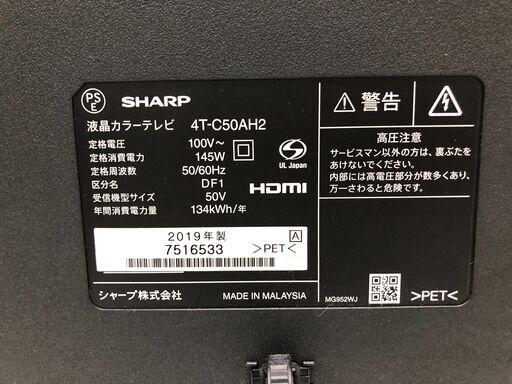 PS
E
SHARP
液晶カラーテレビ 4T-C50AH2
定格電圧 100V～
定格消費電力 145W
定格周波数 50/60Hz
区分名 DF1
受信機型サイズ 50V
年間消費電力量 134kWh/年
UL Japan
HDMI
2019年製 A
7516533 >PET<
シャープ株式会社 MADE IN MALAYSIA
警告
高圧注意
サービスマン以外の方は、裏ぶたを
あけないでください。
内部には高電圧部分が数多くあり、
万一さわると危険です。
MG952WJ >PET<